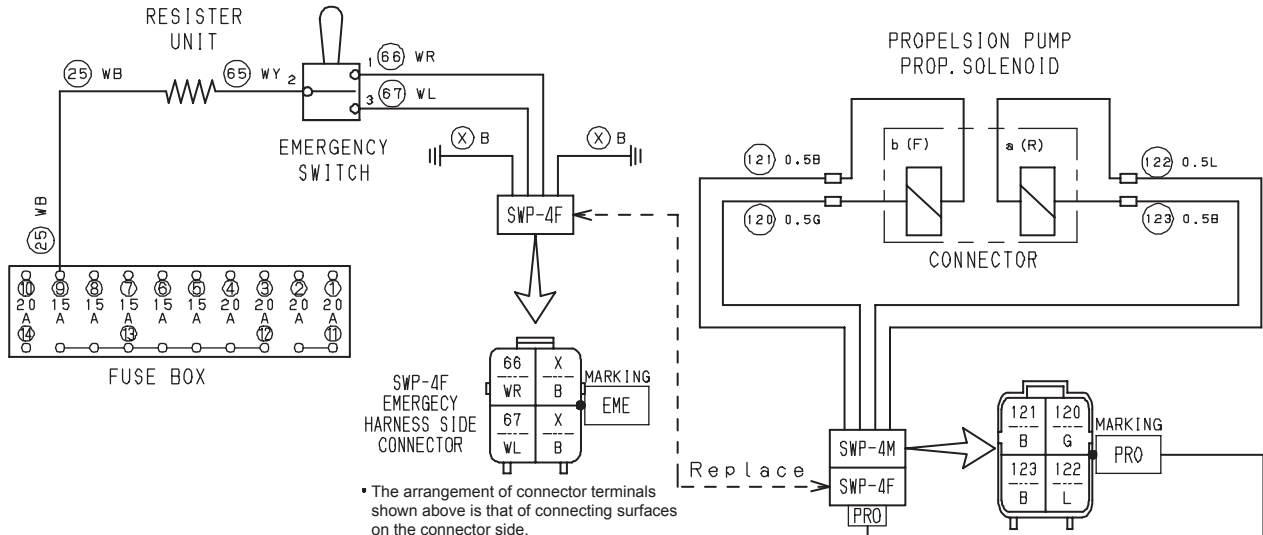 RESISTER
UNIT
25 WB
65 WY
2
1
66 WR
3
67 WL
EMERGENCY
SWITCH
X B
X B
SWP-4F
25 WB
10 9 8 7 6 5 4 3 2 1
20 15 15 15 15 15 20 20 20 20
A A A A A A A A A A
14 13 12 11
FUSE BOX
SWP-4F
EMERGECY
HARNESS SIDE
CONNECTOR
66 X
WR B
67 X
WL B
MARKING
EME
* The arrangement of connector terminals
shown above is that of connecting surfaces
on the connector side.
PROPELSION PUMP
PROP. SOLENOID
b (F)
a (R)
121 0.5B
120 0.5G
122 0.5L
123 0.5B
CONNECTOR
Replace
SWP-4M
SWP-4F
PRO
121 120
B G
123 122
B L
MARKING
PRO